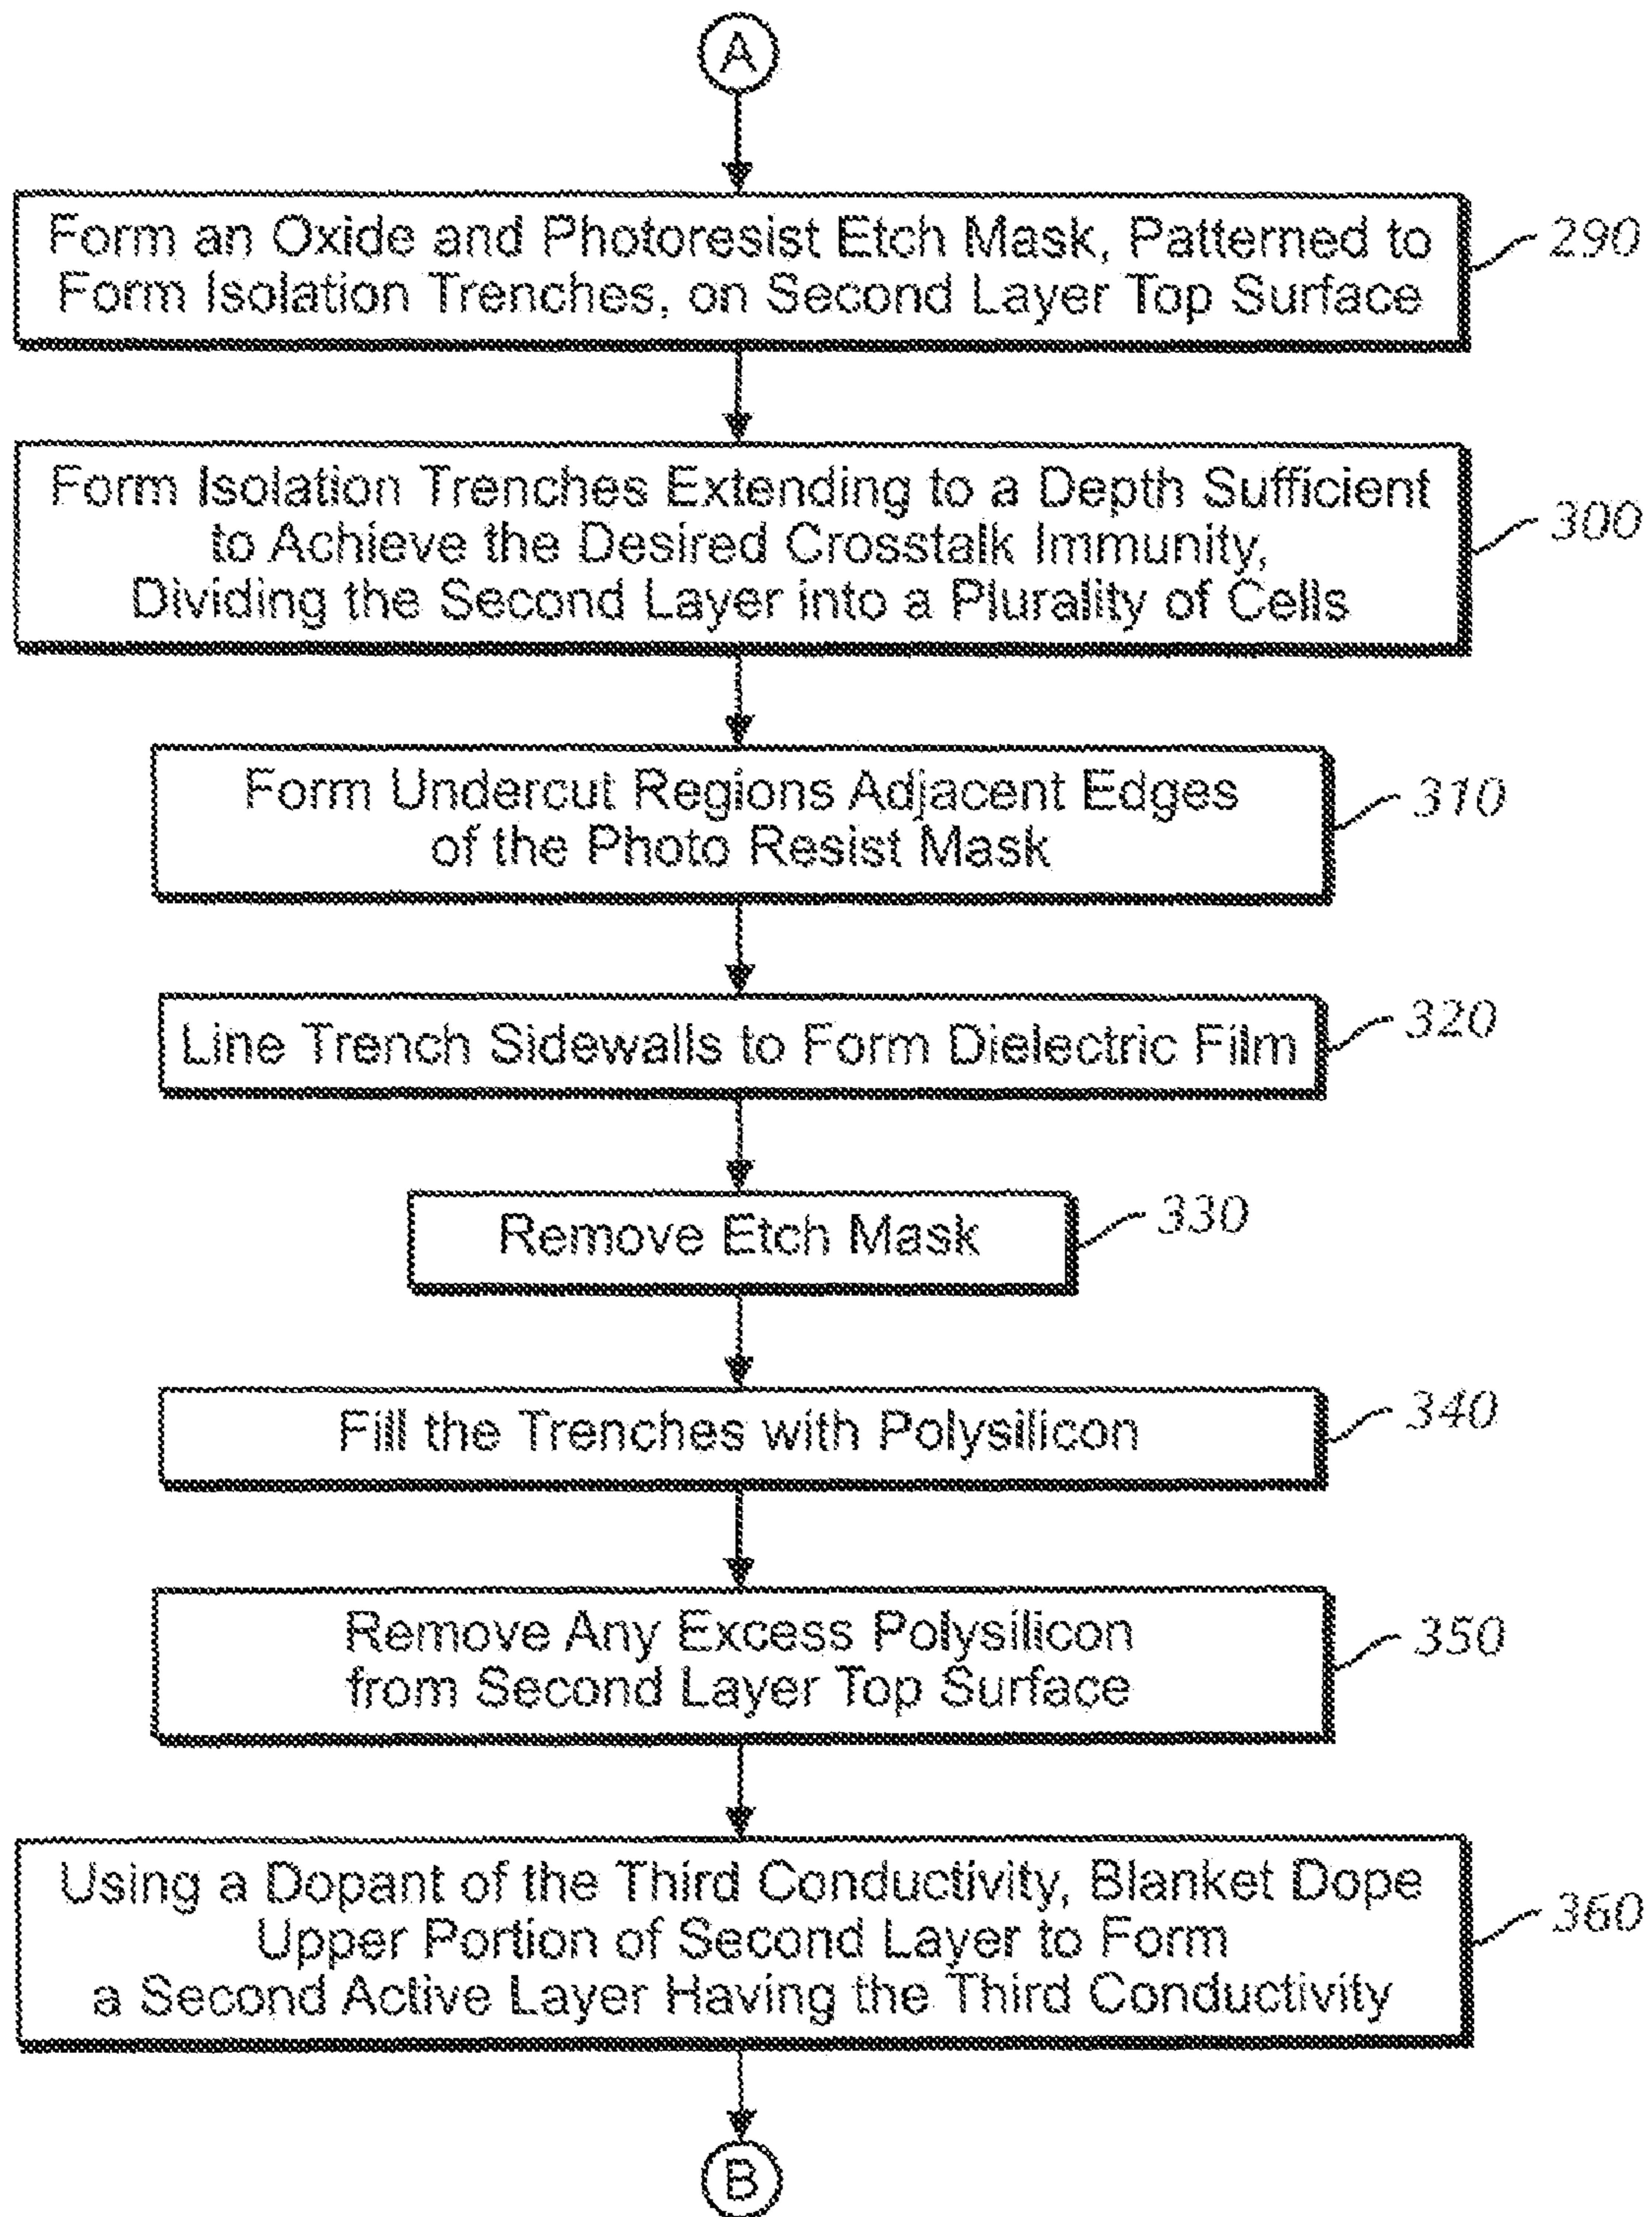 A
Form an Oxide and Photoresist Etch Mask, Patterned to
Form Isolation Trenches, on Second Layer Top Surface
290
Form Isolation Trenches Extending to a Depth Sufficient
to Achieve the Desired Crosstalk Immunity,
Dividing the Second Layer into a Plurality of Cells
300
Form Undercut Regions Adjacent Edges
of the Photo Resist Mask
310
Line Trench Sidewalls to Form Dielectric Film
320
Remove Etch Mask
330
Fill the Trenches with Polysilicon
340
Remove Any Excess Polysilicon
from Second Layer Top Surface
350
Using a Dopant of the Third Conductivity, Blanket Dope
Upper Portion of Second Layer to Form
a Second Active Layer Having the Third Conductivity
360
B